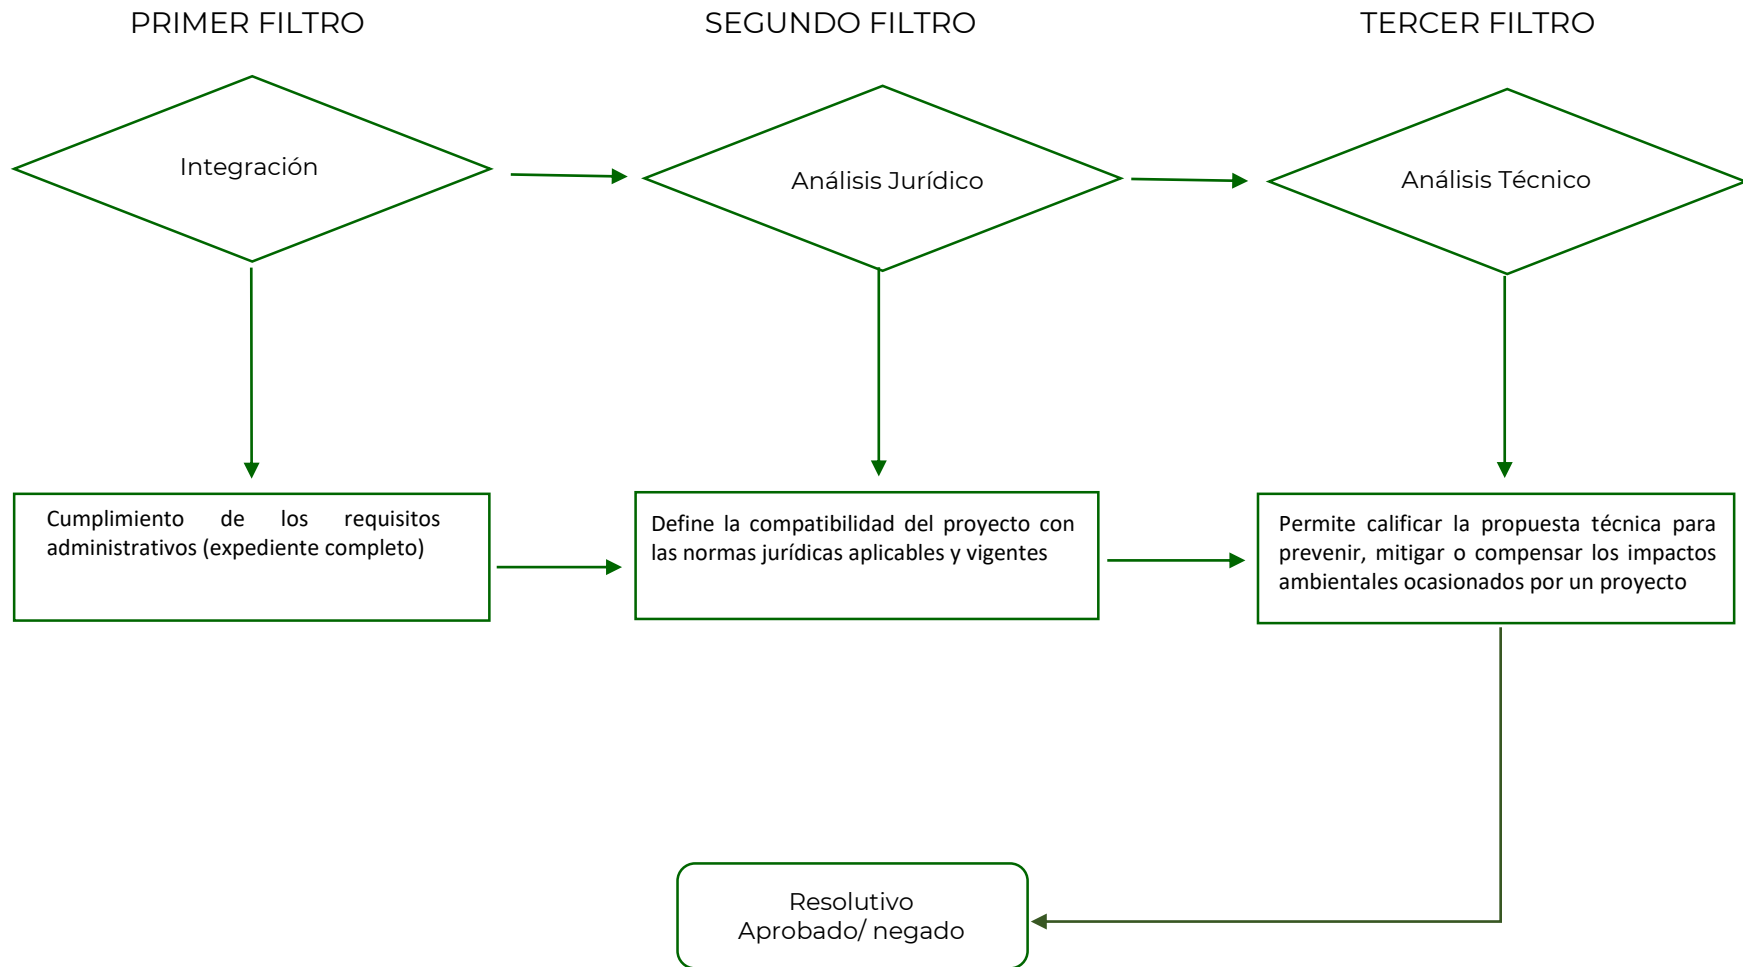 PRIMER FILTRO
SEGUNDO FILTRO
TERCER FILTRO
Integración
Análisis Jurídico
Análisis Técnico
Cumplimiento de los requisitos
administrativos (expediente completo)
Define la compatibilidad del proyecto con
las normas jurídicas aplicables y vigentes
Permite calificar la propuesta técnica para
prevenir, mitigar o compensar los impactos
ambientales ocasionados por un proyecto
Resolutivo
Aprobado/ negado